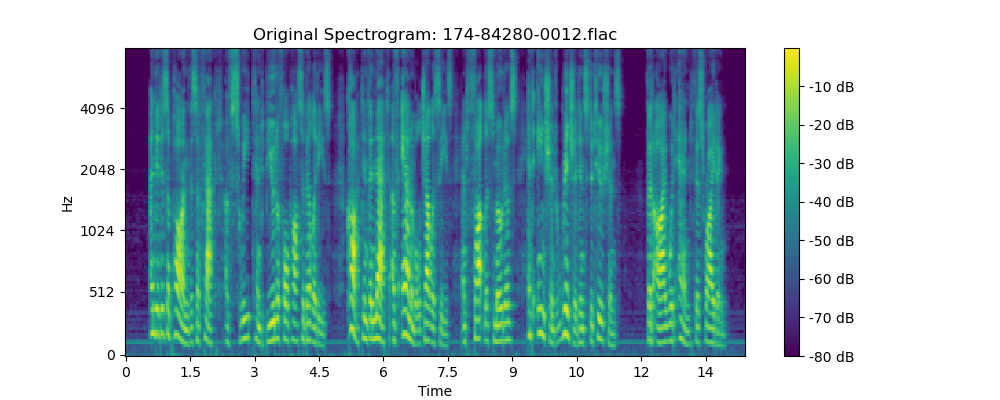 Original Spectrogram: 174-84280-0012.flac
Hz
4096
2048
1024
512
0
0 1.5 3 4.5 6 7.5 9 10 12 14
Time
-10 dB
-20 dB
-30 dB
-40 dB
-50 dB
-60 dB
-70 dB
-80 dB